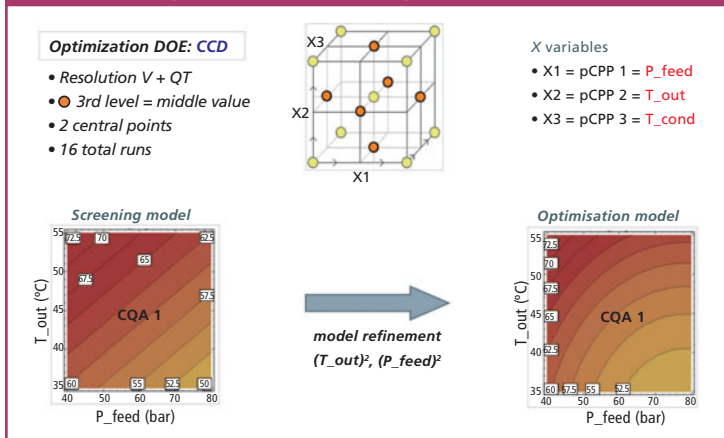 Optimization DOE: CCD
• Resolution V + QT
• 3rd level = middle value
• 2 central points
• 16 total runs
X3
X2
X1
X variables
• X1 = pCPP 1 = P_feed
• X2 = pCPP 2 = T_out
• X3 = pCPP 3 = T_cond
Screening model
55
50
45
40
35
T_out (°C)
72.5
70
62.5
65
67.5
57.5
CQA 1
60
55
52.5
50
40
50
60
70
80
P_feed (bar)
model refinement
(T_out)², (P_feed)²
Optimisation model
55
50
45
40
35
T_out (°C)
72.5
70
67.5
65
62.5
CQA 1
60
57.5
55
52.5
40
50
60
70
80
P_feed (bar)